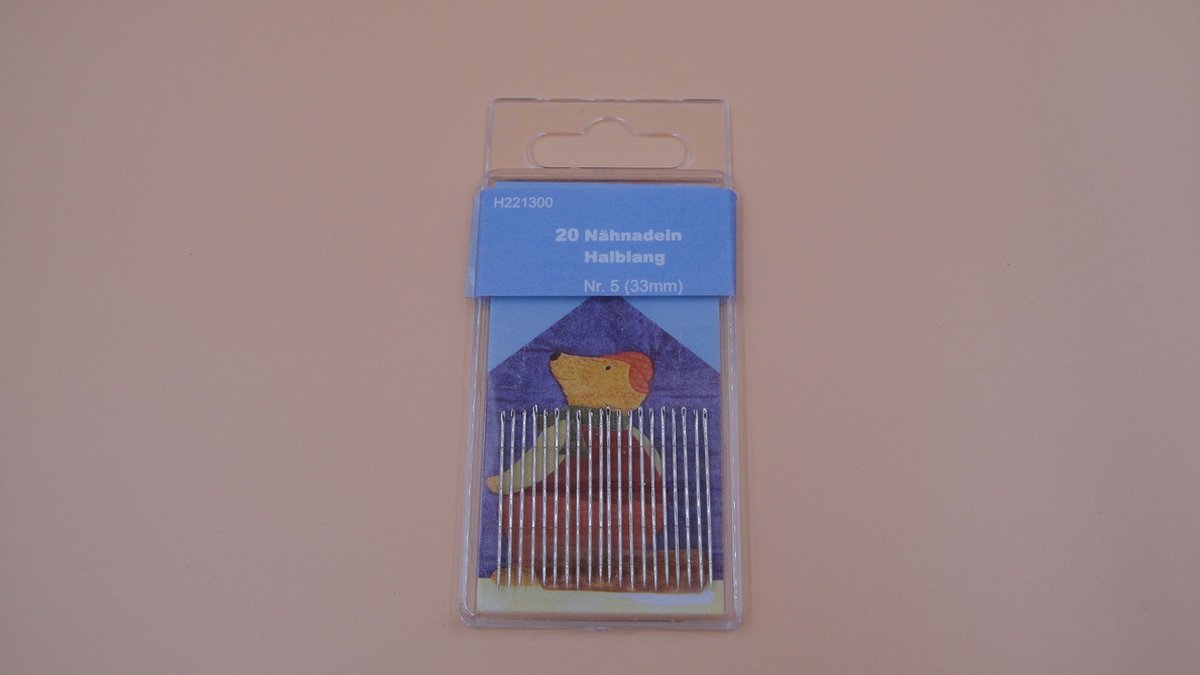 H221300
20 Nähnadeln
Halblang
Nr. 5 (33mm)